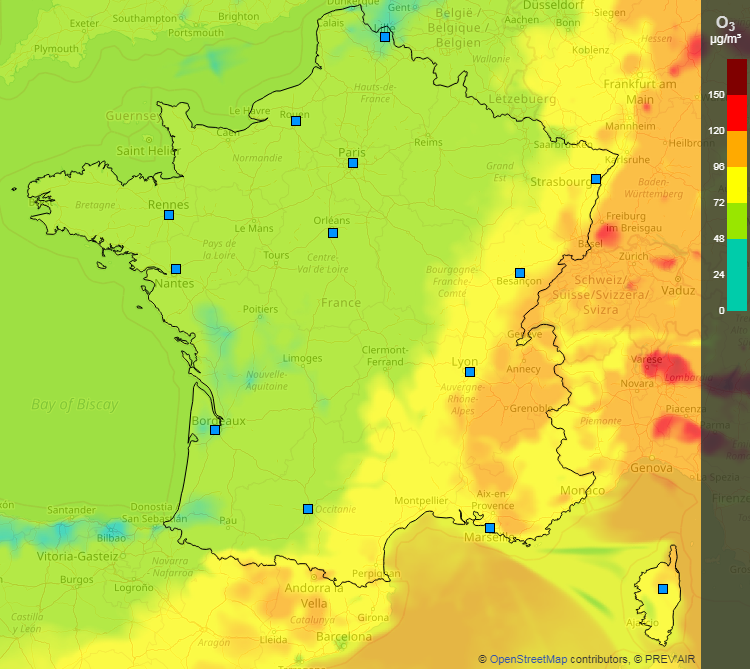 Dunkerque
Gent
België /
Belgique /
Belgien
Düsseldorf
Siegen
Exeter
Southampton
Brighton
Portsmouth
Calais
Lille
Aachen
Bonn
Hessen
O₃
µg/m³
Plymouth
Wallonie
Koblenz
Hauts-de-
France
Lëtzebuerg
Frankfurt am
Main
150
Guernsey
Le Havre
Rouen
Caen
Mannheim
120
Saint Helier
Paris
Reims
Saarbrücken
Heilbronn
Normandie
Grand
Est
Karlsruhe
96
Strasbourg
Baden-
Württemberg
72
Bretagne
Rennes
Orléans
Freiburg
im Breisgau
48
Le Mans
Pays de
la Loire
Tours
Centre-
Val de Loire
Basel
Zürich
24
Nantes
Bourgogne-
Franche
Comté
Besançon
Schweiz/
Suisse/Svizzera/
Svizra
Vaduz
0
France
Poitiers
Genève
Limoges
Clermont-
Ferrand
Lyon
Annecy
Varese
Lombardia
Nouvelle-
Aquitaine
Auvergne-
Rhône-
Alpes
Novara
Bay of Biscay
Grenoble
Piacenza
Bordeaux
Piemonte
Parma
Genova
La Spezia
Santander
Donostia
San Sebastián
Bilbao
Pau
Occitanie
Montpellier
Aix-en-
Provence
Monaco
Firenze
Marseille
Vitoria-Gasteiz
Navarra
- Nafarroa
Burgos
Logroño
Perpignan
Andorra la
Vella
Castilla
y León
Catalunya
Girona
Ajaccio
Aragón
Lleida
Barcelona
Tarragona
© OpenStreetMap contributors, © PREV'AIR